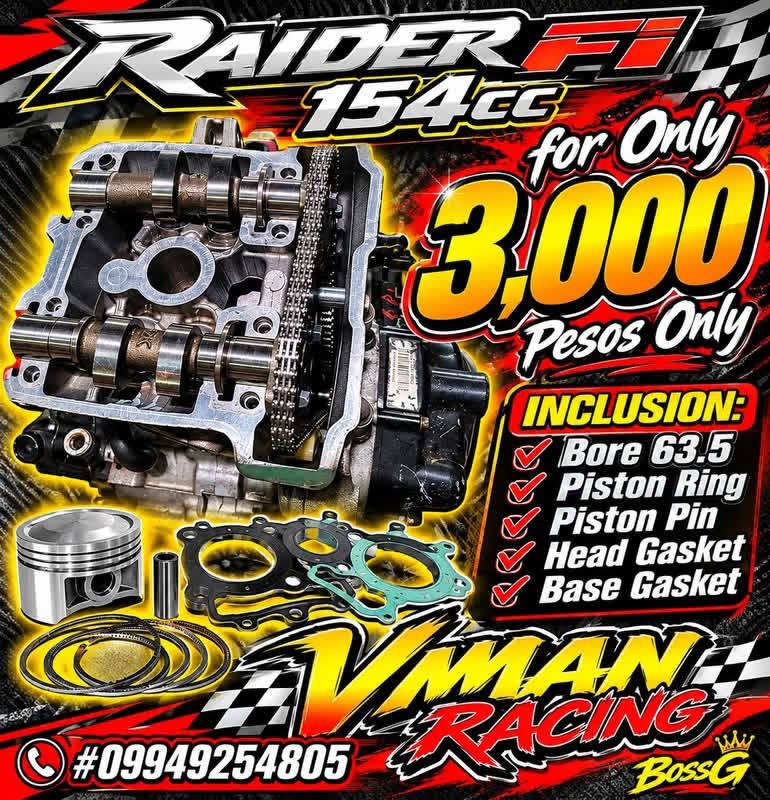 RAIDER Fi
154cc
for Only
3,000
Pesos Only
INCLUSION:
Bore 63.5
Piston Ring
Piston Pin
Head Gasket
Base Gasket
VMAN
RACING
#09949254805
BossG